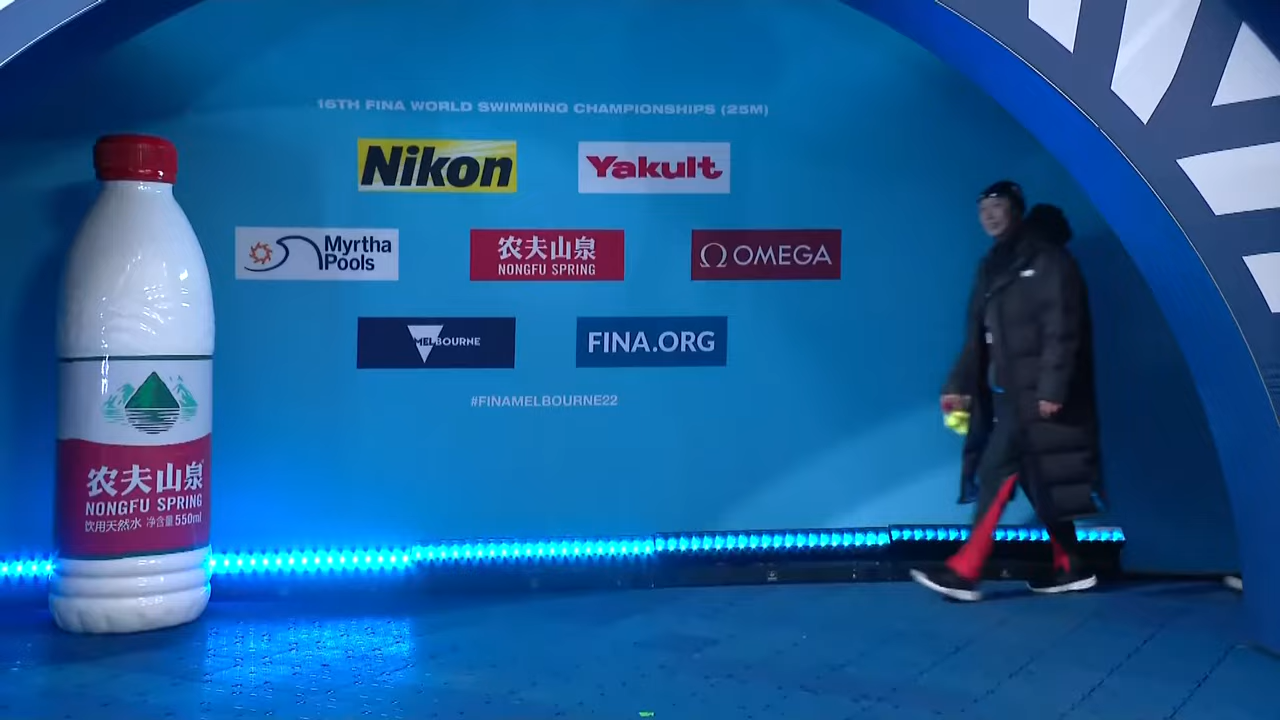 16TH FINA WORLD SWIMMING CHAMPIONSHIPS (25M)
Nikon
Yakult
Myrtha
Pools
农夫山泉
NONGFU SPRING
OMEGA
MELBOURNE
FINA.ORG
#FINAMELBOURNE22
农夫山泉
NONGFU SPRING
饮用天然水 净含量550ml